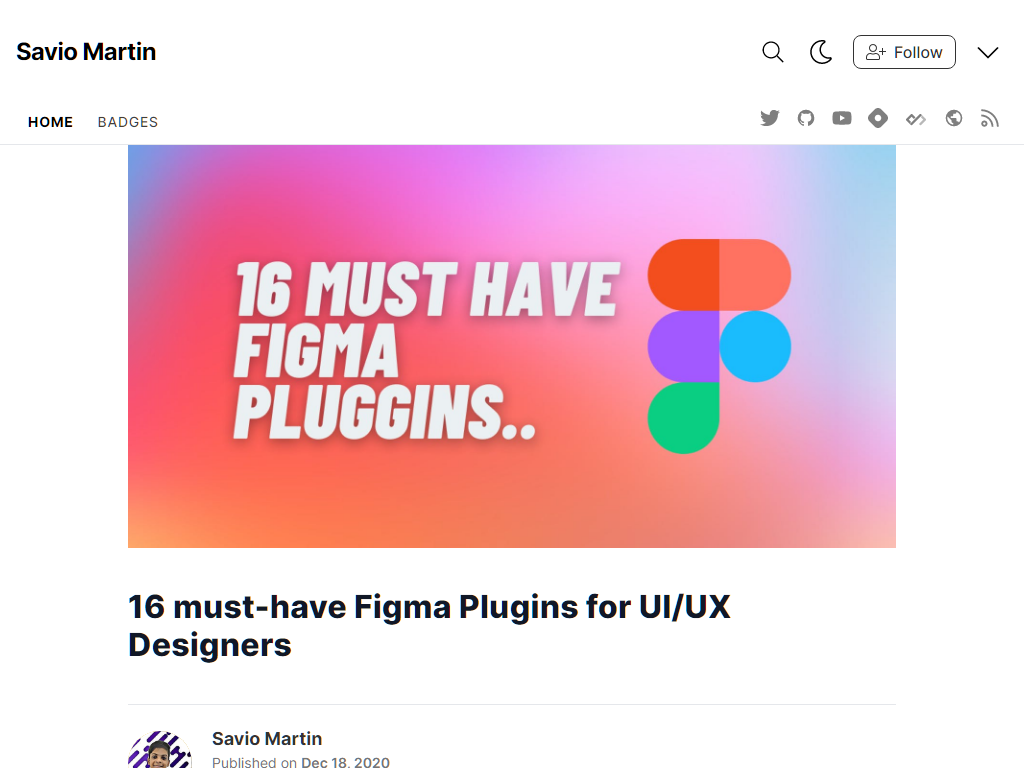 Savio Martin
Follow
HOME BADGES
16 MUST HAVE
FIGMA
PLUGGINS..
16 must-have Figma Plugins for UI/UX
Designers
Savio Martin
Published on Dec 18, 2020